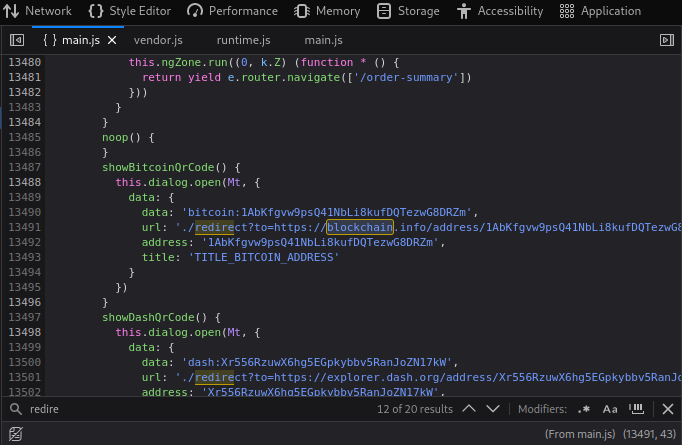 Network {} Style Editor Performance Memory Storage Accessibility Application
{ } main.js vendor.js runtime.js main.js
13480 this.ngZone.run((0, k.Z) (function * () {
13481 return yield e.router.navigate(['/order-summary'])
13482 }))
13483 }
13484 }
13485 noop() {
13486 }
13487 showBitcoinQrCode() {
13488 this.dialog.open(Mt, {
13489 data: {
13490 data: 'bitcoin:1AbKfgvw9psQ41NbLi8kufDQTezwG8DRZm',
13491 url: './redirect?to=https://blockchain.info/address/1AbKfgvw9psQ41NbLi8kufDQTezwG8
13492 address: '1AbKfgvw9psQ41NbLi8kufDQTezwG8DRZm',
13493 title: 'TITLE_BITCOIN_ADDRESS'
13494 }
13495 })
13496 }
13497 showDashQrCode() {
13498 this.dialog.open(Mt, {
13499 data: {
13500 data: 'dash:Xr556RzuwX6hg5EGpkybbv5RanJoZN17kW',
13501 url: './redirect?to=https://explorer.dash.org/address/Xr556RzuwX6hg5EGpkybbv5RanJo
13502 address: 'Xr556RzuwX6hg5EGpkybbv5RanJoZN17kW',
redire 12 of 20 results Modifiers: .* Aa
(From main.js) (13491, 43)